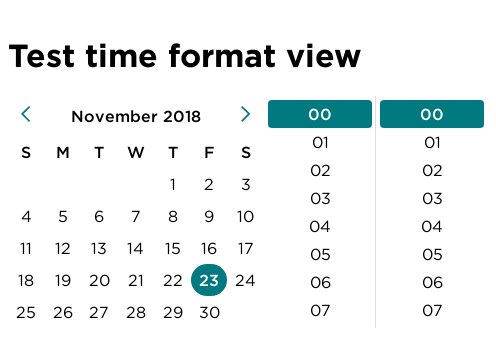 Test time format view
November 2018
S M T W T F S
1 2 3
4 5 6 7 8 9 10
11 12 13 14 15 16 17
18 19 20 21 22 23 24
25 26 27 28 29 30
00 00
01 01
02 02
03 03
04 04
05 05
06 06
07 07